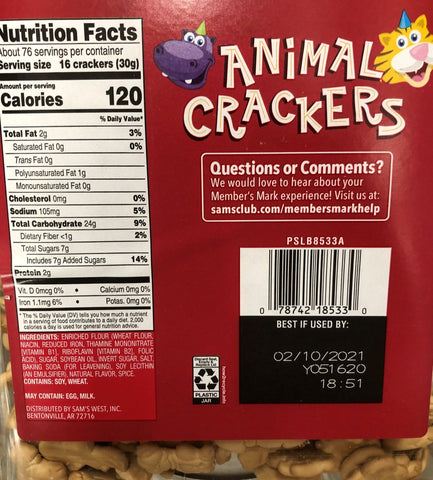 Nutrition Facts
About 76 servings per container
Serving size 16 crackers (30g)
Amount per serving
Calories 120
% Daily Value*
Total Fat 2g 3%
Saturated Fat 0g 0%
Trans Fat 0g
Polyunsaturated Fat 1g
Monounsaturated Fat 0g
Cholesterol 0mg 0%
Sodium 105mg 5%
Total Carbohydrate 24g 9%
Dietary Fiber <1g 2%
Total Sugars 7g
Includes 7g Added Sugars 14%
Protein 2g
Vit. D 0mcg 0% • Calcium 0mg 0%
Iron 1.1mg 6% • Potas. 0mg 0%
* The % Daily Value (DV) tells you how much a nutrient
in a serving of food contributes to a daily diet. 2,000
calories a day is used for general nutrition advice.
INGREDIENTS: ENRICHED FLOUR (WHEAT FLOUR,
NIACIN, REDUCED IRON, THIAMINE MONONITRATE
[VITAMIN B1], RIBOFLAVIN [VITAMIN B2], FOLIC
ACID), SUGAR, SOYBEAN OIL, INVERT SUGAR, SALT,
BAKING SODA (FOR LEAVENING), SOY LECITHIN
(AN EMULSIFIER), NATURAL FLAVOR, SPICE.
CONTAINS: SOY, WHEAT.
MAY CONTAIN: EGG, MILK.
DISTRIBUTED BY SAM'S WEST, INC.
BENTONVILLE, AR 72716
ANIMAL
CRACKERS
Questions or Comments?
We would love to hear about your
Member's Mark experience! Visit us at:
samsclub.com/membersmarkhelp
PSLB8533A
0 78742 18533 0
BEST IF USED BY:
02/10/2021
Y051620
18:51
PLASTIC
JAR